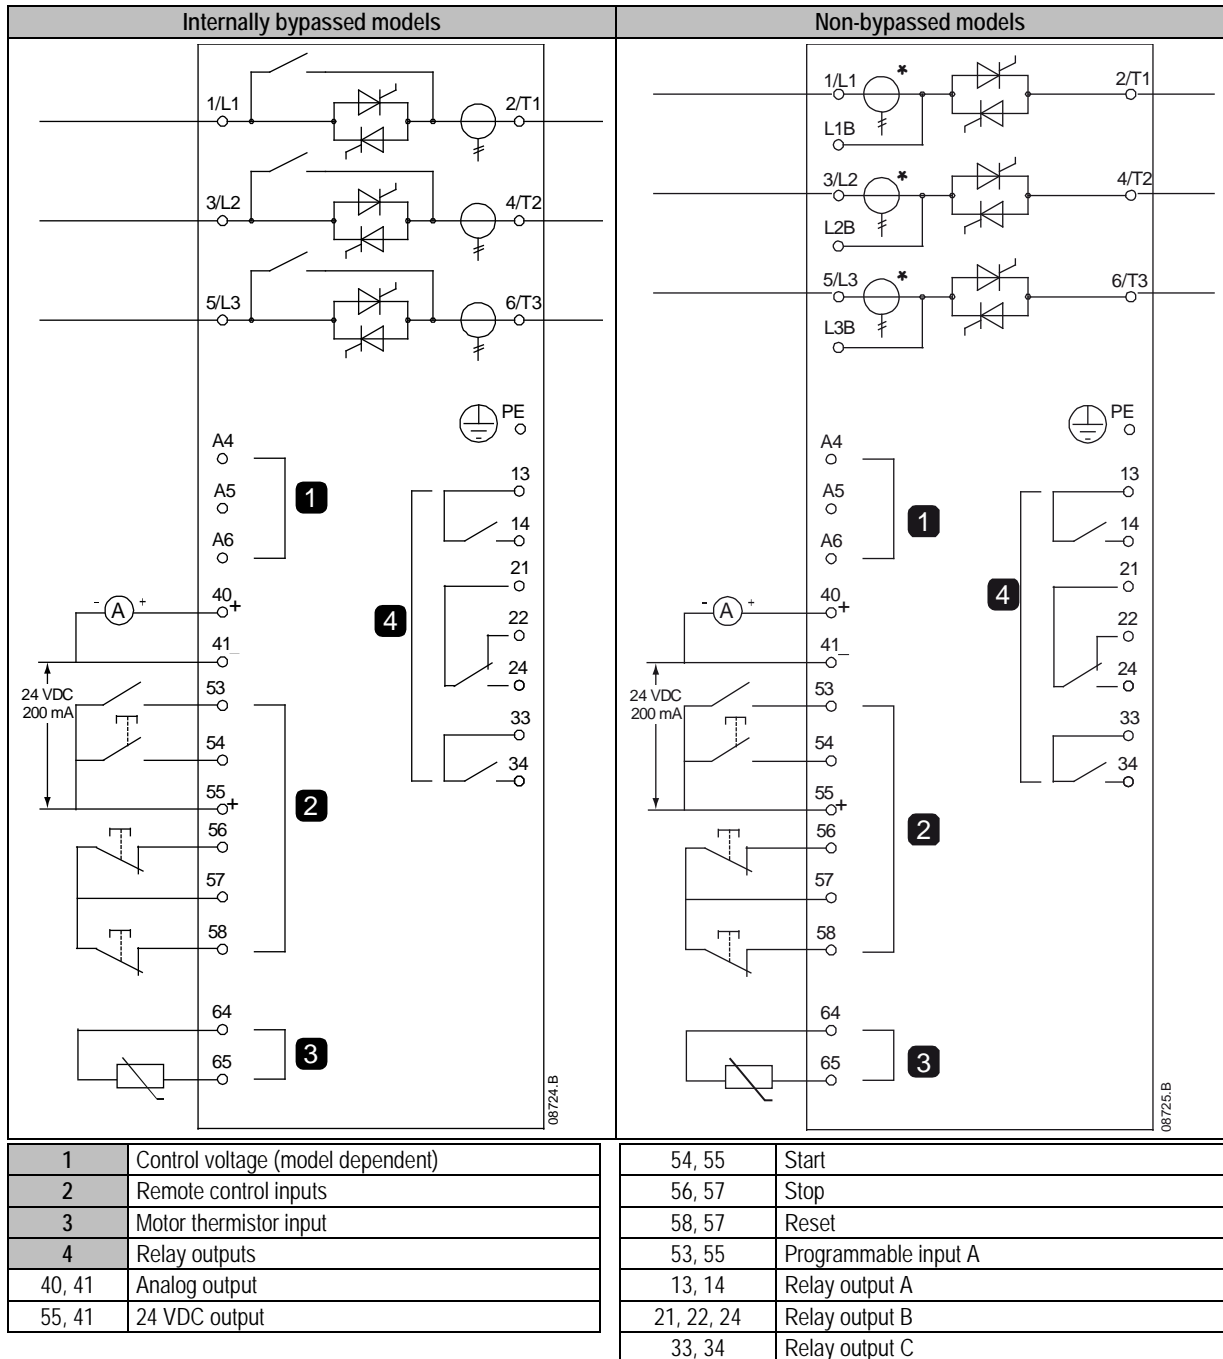 Internally bypassed models
Non-bypassed models
1/L1
2/T1
3/L2
4/T2
5/L3
6/T3
PE
A4
A5
A6
1
13
14
21
22
24
33
34
4
- A +
40 +
41 _
24 VDC
200 mA
53
54
55 +
56
57
58
2
64
65
3
08724.B
1/L1
*
2/T1
L1B
3/L2
*
4/T2
L2B
5/L3
*
6/T3
L3B
PE
A4
A5
A6
1
13
14
21
22
24
33
34
4
- A +
40 +
41 _
24 VDC
200 mA
53
54
55 +
56
57
58
2
64
65
3
08725.B
1 Control voltage (model dependent)
2 Remote control inputs
3 Motor thermistor input
4 Relay outputs
40, 41 Analog output
55, 41 24 VDC output
54, 55 Start
56, 57 Stop
58, 57 Reset
53, 55 Programmable input A
13, 14 Relay output A
21, 22, 24 Relay output B
33, 34 Relay output C